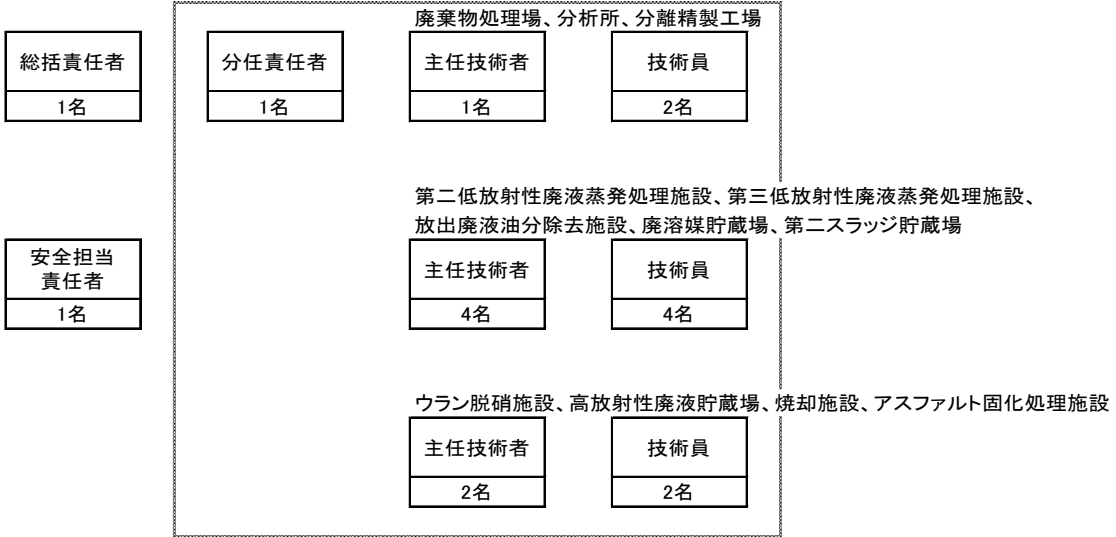 廃棄物処理場、分析所、分離精製工場
総括責任者
分任責任者
主任技術者
技術員
1名
1名
1名
2名
第二低放射性廃液蒸発処理施設、第三低放射性廃液蒸発処理施設、
放出廃液油分除去施設、廃溶媒貯蔵場、第二スラッジ貯蔵場
安全担当
責任者
主任技術者
技術員
1名
4名
4名
ウラン脱硝施設、高放射性廃液貯蔵場、焼却施設、アスファルト固化処理施設
主任技術者
技術員
2名
2名